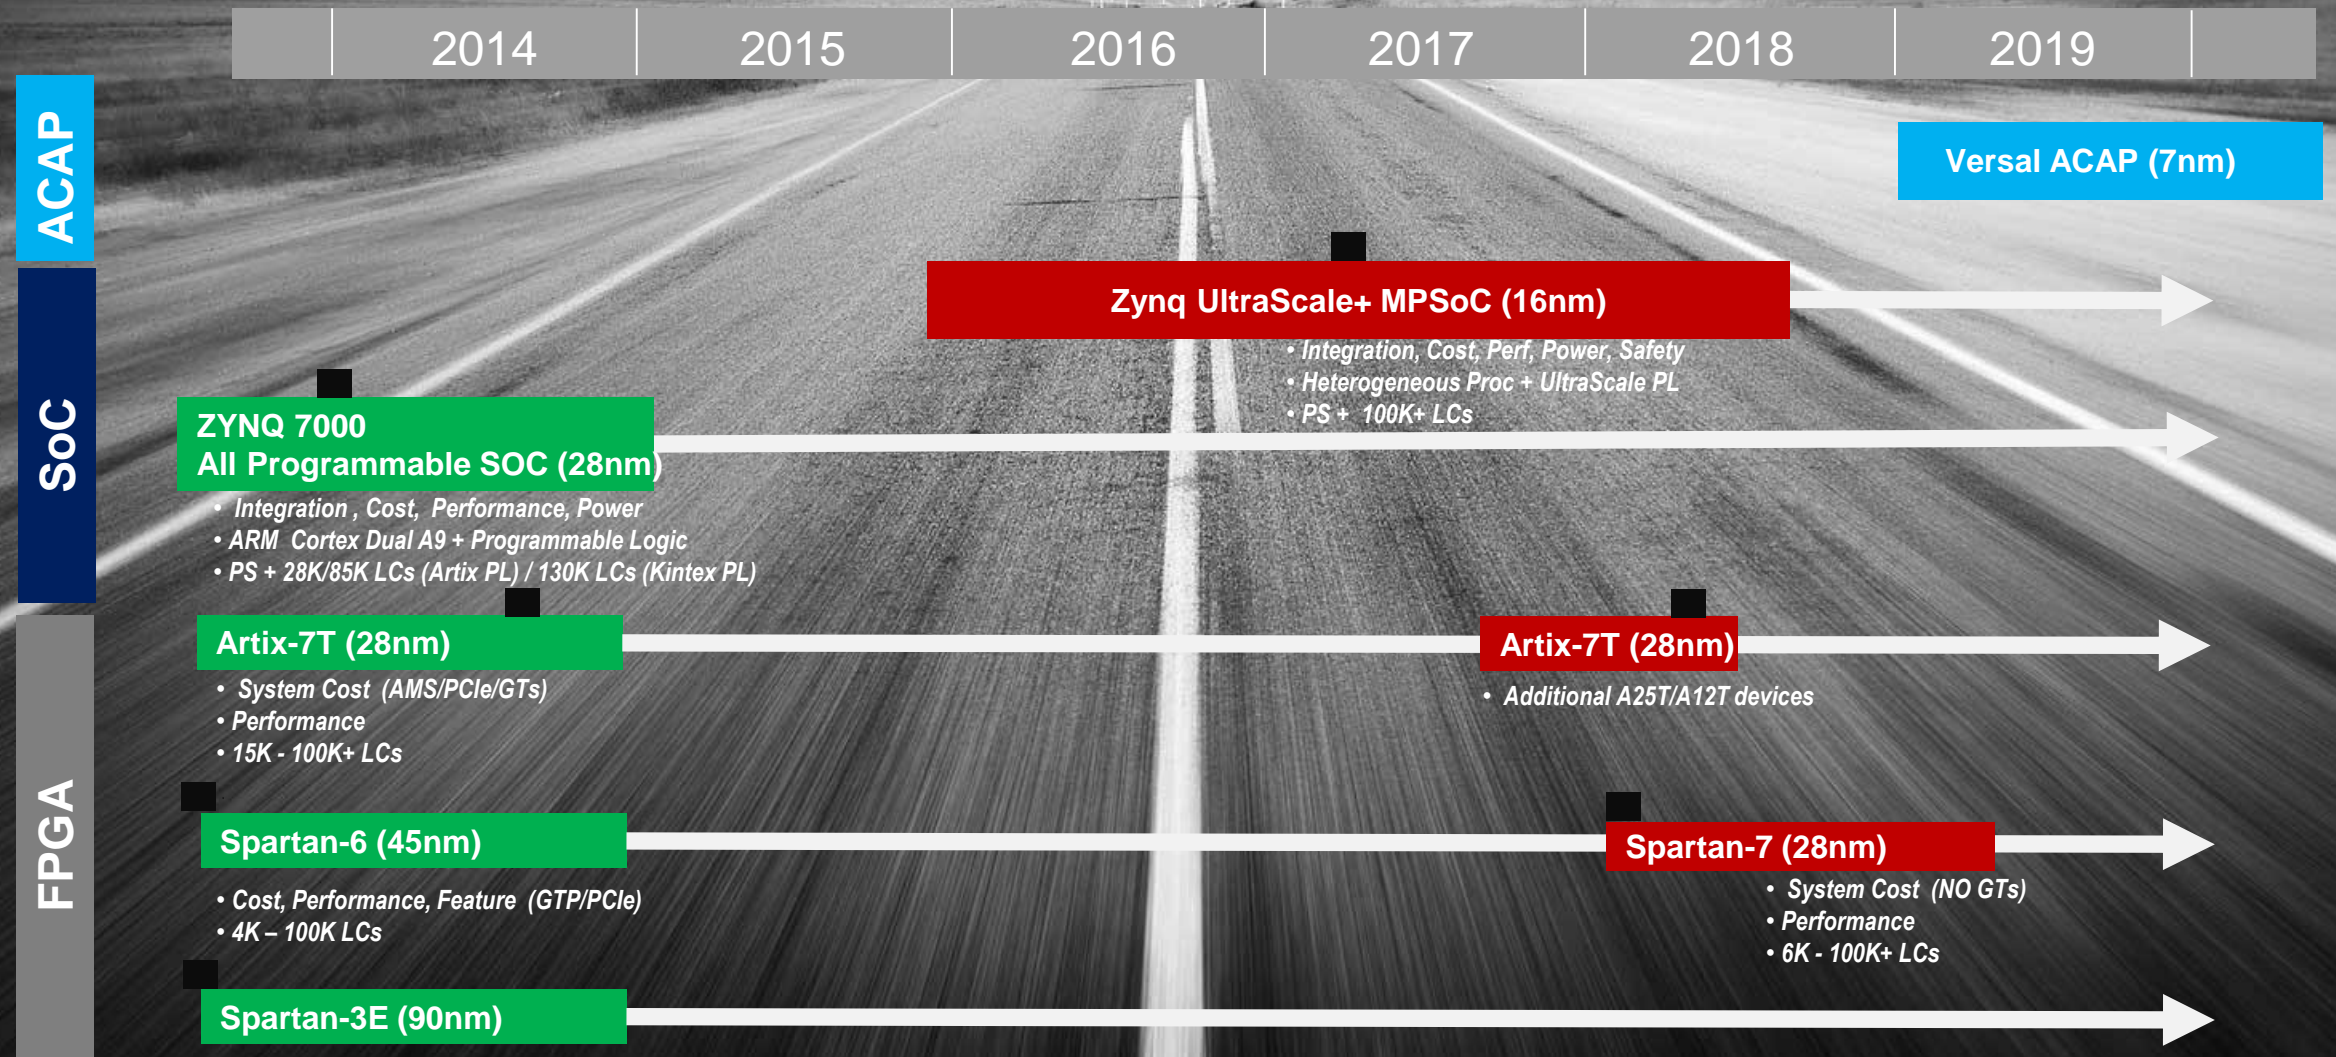 2014 2015 2016 2017 2018 2019
ACAP
Versal ACAP (7nm)
SoC
Zynq UltraScale+ MPSoC (16nm)
• Integration, Cost, Perf, Power, Safety
• Heterogeneous Proc + UltraScale PL
• PS + 100K+ LCs
ZYNQ 7000
All Programmable SOC (28nm)
• Integration , Cost, Performance, Power
• ARM Cortex Dual A9 + Programmable Logic
• PS + 28K/85K LCs (Artix PL) / 130K LCs (Kintex PL)
FPGA
Artix-7T (28nm)
• System Cost (AMS/PCIe/GTs)
• Performance
• 15K - 100K+ LCs
Artix-7T (28nm)
• Additional A25T/A12T devices
Spartan-6 (45nm)
• Cost, Performance, Feature (GTP/PCIe)
• 4K – 100K LCs
Spartan-7 (28nm)
• System Cost (NO GTs)
• Performance
• 6K - 100K+ LCs
Spartan-3E (90nm)